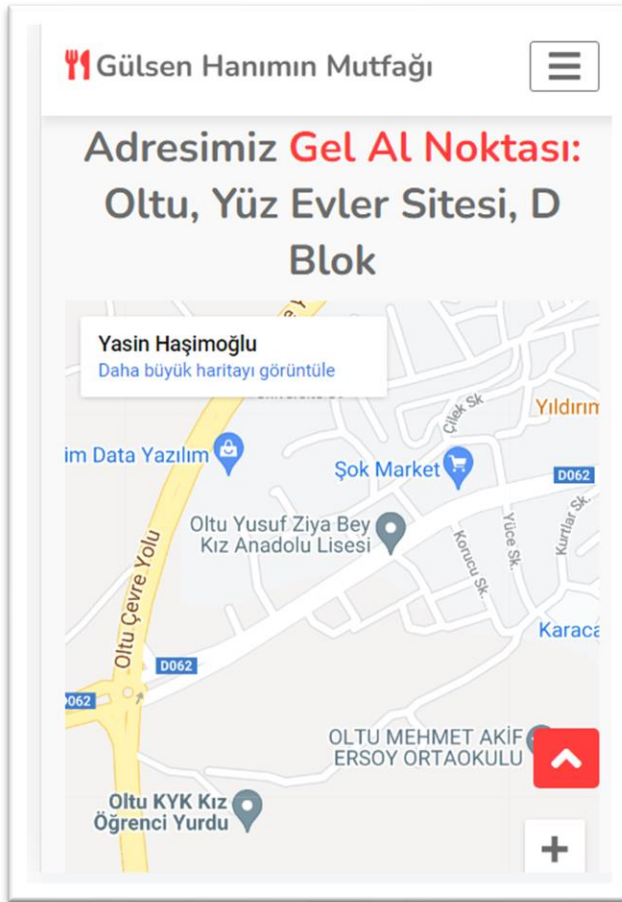 Gülsen Hanımın Mutfağı
Adresimiz Gel Al Noktası:
Oltu, Yüz Evler Sitesi, D
Blok
Yasin Haşimoğlu
Daha büyük haritayı görüntüle
Çilek Sk
Yıldırım
im Data Yazılım
Şok Market
D062
Oltu Yusuf Ziya Bey
Kız Anadolu Lisesi
Korucu Sk.
Yüce Sk.
Kurtlar Sk.
Oltu Çevre Yolu
Karaca
D062
062
OLTU MEHMET AKİF
ERSOY ORTAOKULU
Oltu KYK Kız
Öğrenci Yurdu